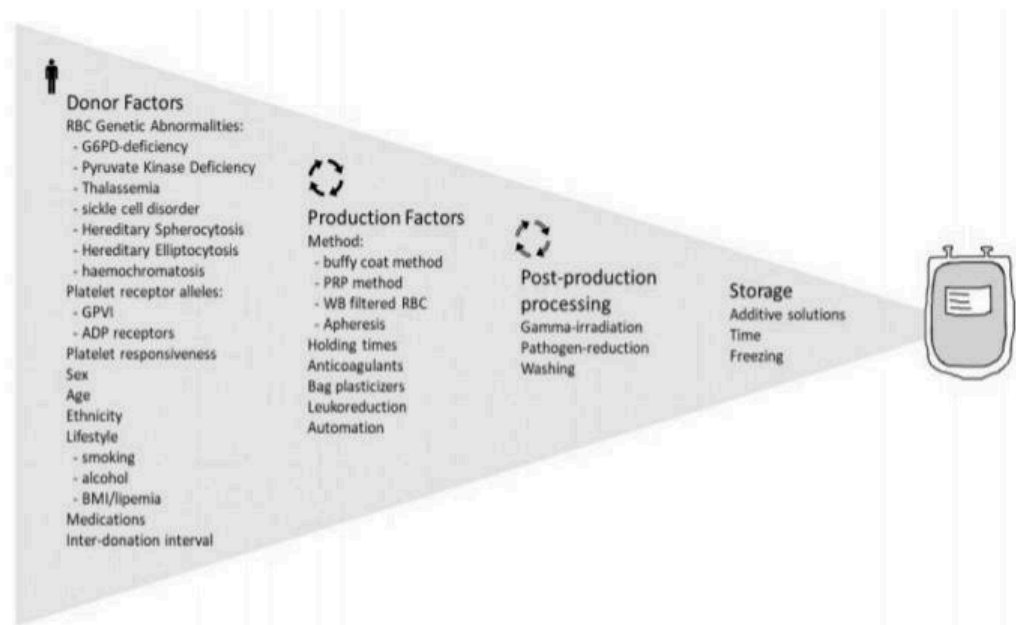 Donor Factors
RBC Genetic Abnormalities:
- G6PD-deficiency
- Pyruvate Kinase Deficiency
- Thalassemia
- sickle cell disorder
- Hereditary Spherocytosis
- Hereditary Elliptocytosis
- haemochromatosis
Platelet receptor alleles:
- GPVI
- ADP receptors
Platelet responsiveness
Sex
Age
Ethnicity
Lifestyle
- smoking
- alcohol
- BMI/lipemia
Medications
Inter-donation interval
Production Factors
Method:
- buffy coat method
- PRP method
- WB filtered RBC
- Apheresis
Holding times
Anticoagulants
Bag plasticizers
Leukoreduction
Automation
Post-production
processing
Gamma-irradiation
Pathogen-reduction
Washing
Storage
Additive solutions
Time
Freezing